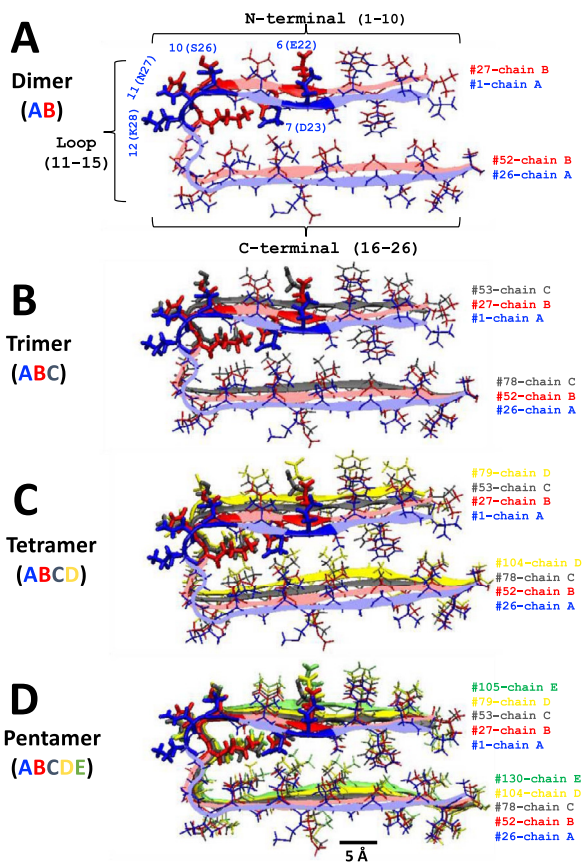 N-terminal (1-10)
A
10(S26)
6(E22)
11(N27)
#27-chain B
#1-chain A
Dimer
(AB)
Loop
(11-15)
12(K28)
7(D23)
#52-chain B
#26-chain A
C-terminal (16-26)
B
#53-chain C
#27-chain B
#1-chain A
Trimer
(ABC)
#78-chain C
#52-chain B
#26-chain A
C
#79-chain D
#53-chain C
#27-chain B
#1-chain A
Tetramer
(ABCD)
#104-chain D
#78-chain C
#52-chain B
#26-chain A
D
#105-chain E
#79-chain D
#53-chain C
#27-chain B
#1-chain A
Pentamer
(ABCDE)
#130-chain E
#104-chain D
#78-chain C
#52-chain B
#26-chain A
5 Å